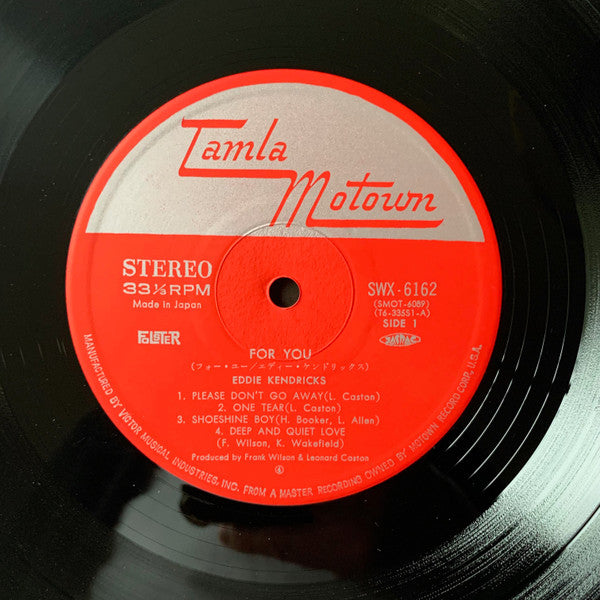 Tamla
Motown
STEREO
33⅓RPM
Made in Japan
SWX-6162
(SMOT-6089)
(T6-335S1-A)
SIDE 1
FOR YOU
(フォー・ユー/エディー・ケンドリックス)
EDDIE KENDRICKS
1. PLEASE DON'T GO AWAY(L. Caston)
2. ONE TEAR(L. Caston)
3. SHOESHINE BOY(H. Booker, L. Allen)
4. DEEP AND QUIET LOVE
(F. Wilson, K. Wakefield)
Produced by Frank Wilson & Leonard Caston
④
MANUFACTURED BY VICTOR MUSICAL INDUSTRIES, INC. FROM A MASTER RECORDING OWNED BY MOTOWN RECORD CORP., U.S.A.